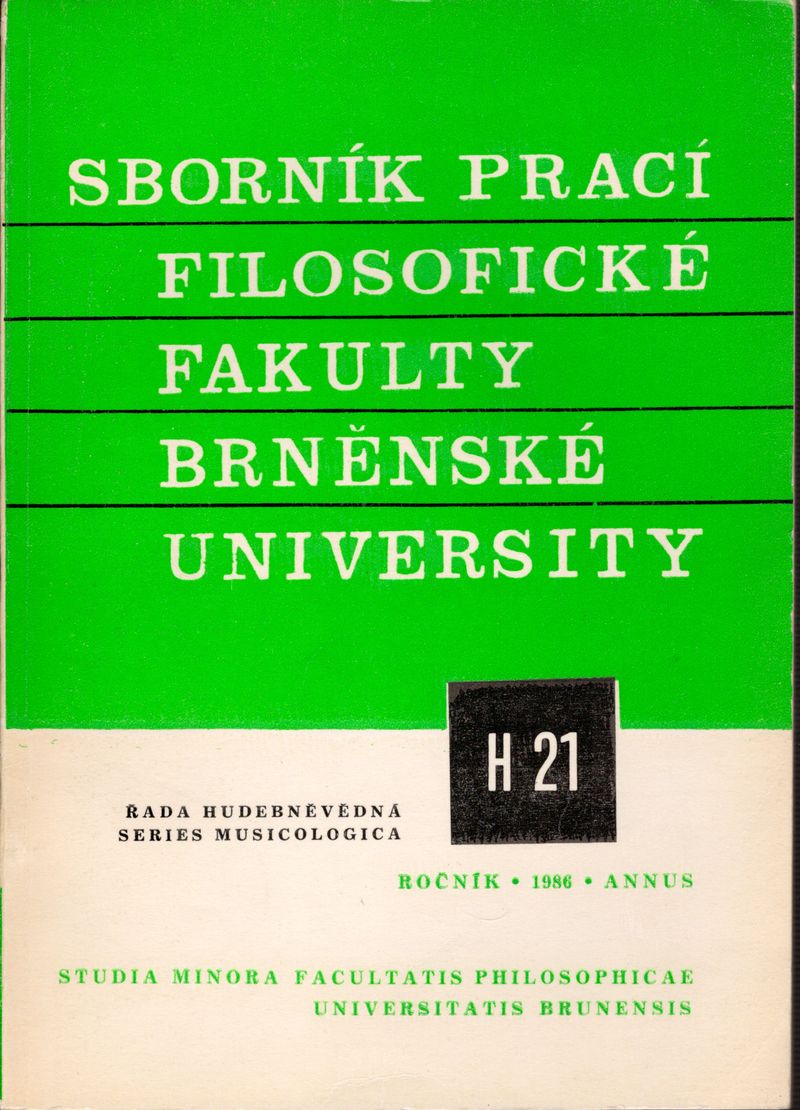 SBORNÍK PRACÍ
FILOSOFICKÉ
FAKULTY
BRNĚNSKÉ
UNIVERSITY
H 21
ŘADA HUDEBNĚVĚDNÁ
SERIES MUSICOLOGICA
ROČNÍK • 1986 • ANNUS
STUDIA MINORA FACULTATIS PHILOSOPHICAE
UNIVERSITATIS BRUNENSIS